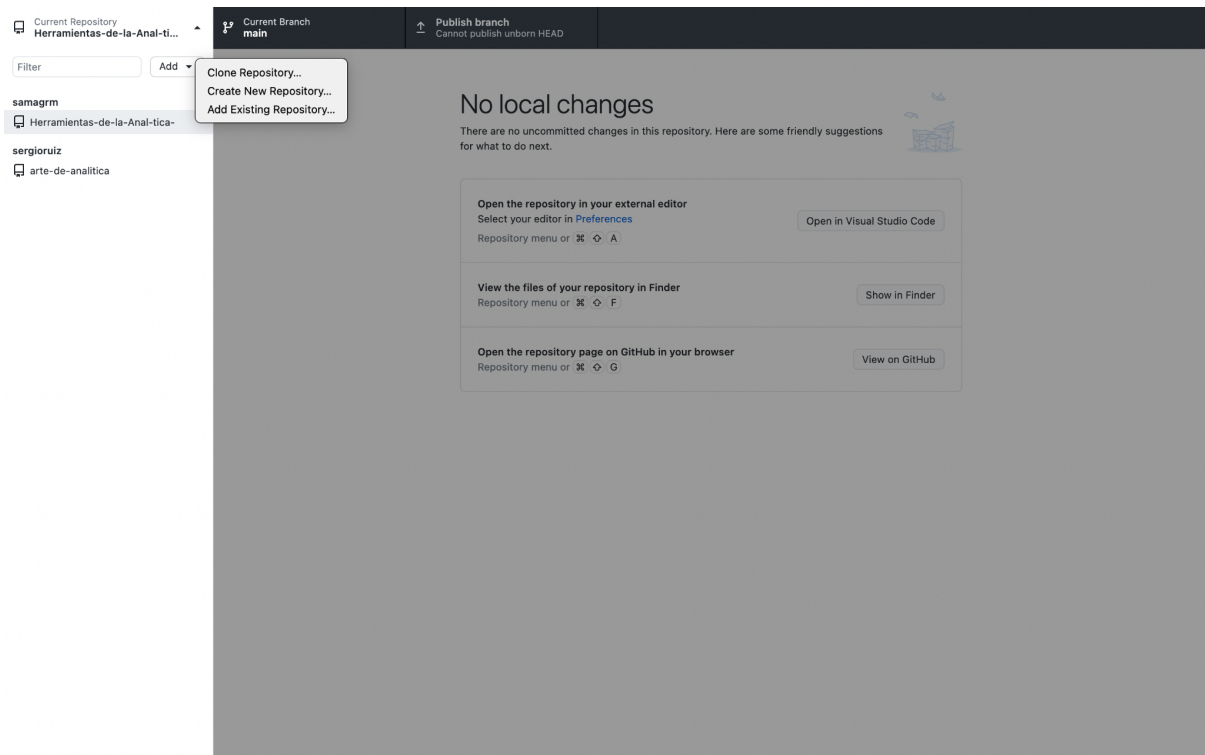 Current Repository
Herramientas-de-la-Anal-ti...
Current Branch
main
Publish branch
Cannot publish unborn HEAD
Filter
Add
Clone Repository...
Create New Repository...
Add Existing Repository...
samagrm
Herramientas-de-la-Anal-tica-
sergioruiz
arte-de-analitica
No local changes
There are no uncommitted changes in this repository. Here are some friendly suggestions
for what to do next.
Open the repository in your external editor
Select your editor in Preferences
Repository menu or ⌘ ⇧ A
Open in Visual Studio Code
View the files of your repository in Finder
Repository menu or ⌘ ⇧ F
Show in Finder
Open the repository page on GitHub in your browser
Repository menu or ⌘ ⇧ G
View on GitHub